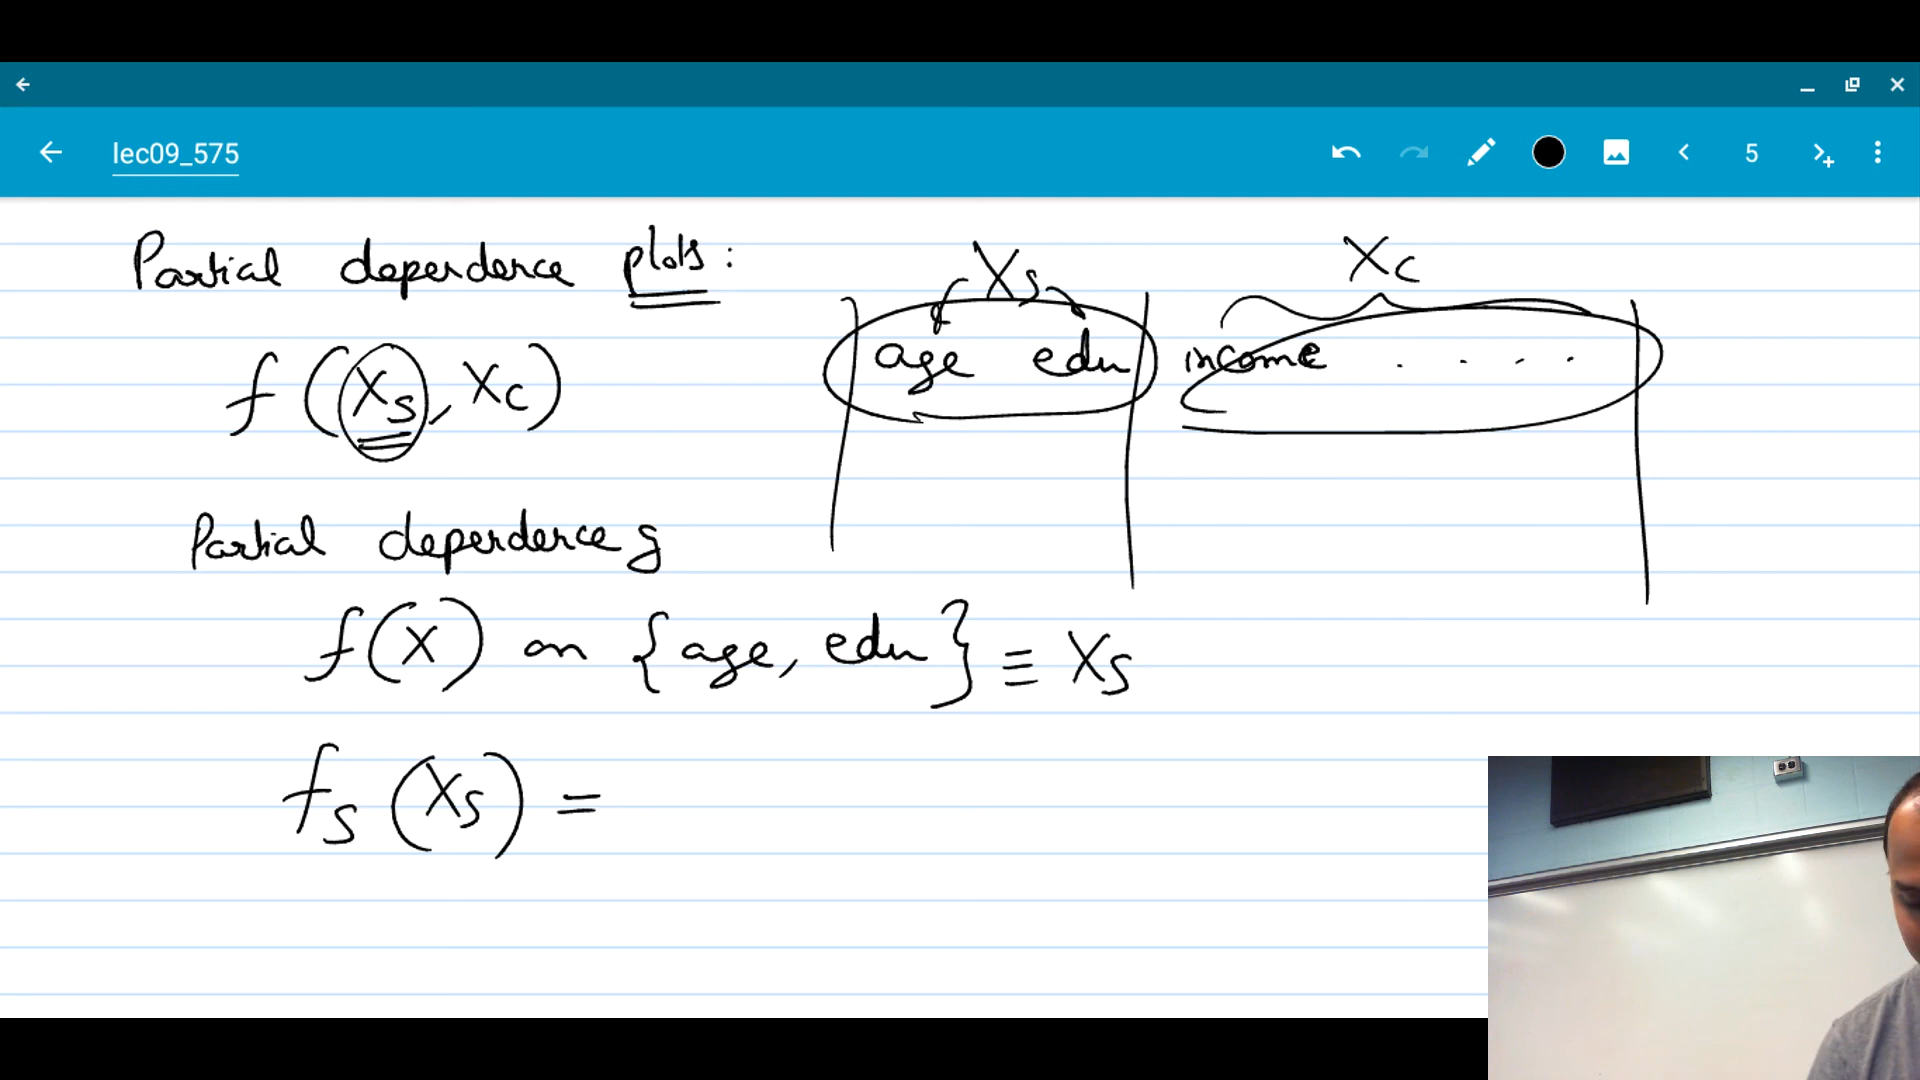 lec09_575
5
Partial dependence plots :
Xs Xc
age edu income . . . .
f (Xs, Xc)
Partial dependence of
f(X) on {age, edu} ≡ Xs
fs (Xs) =